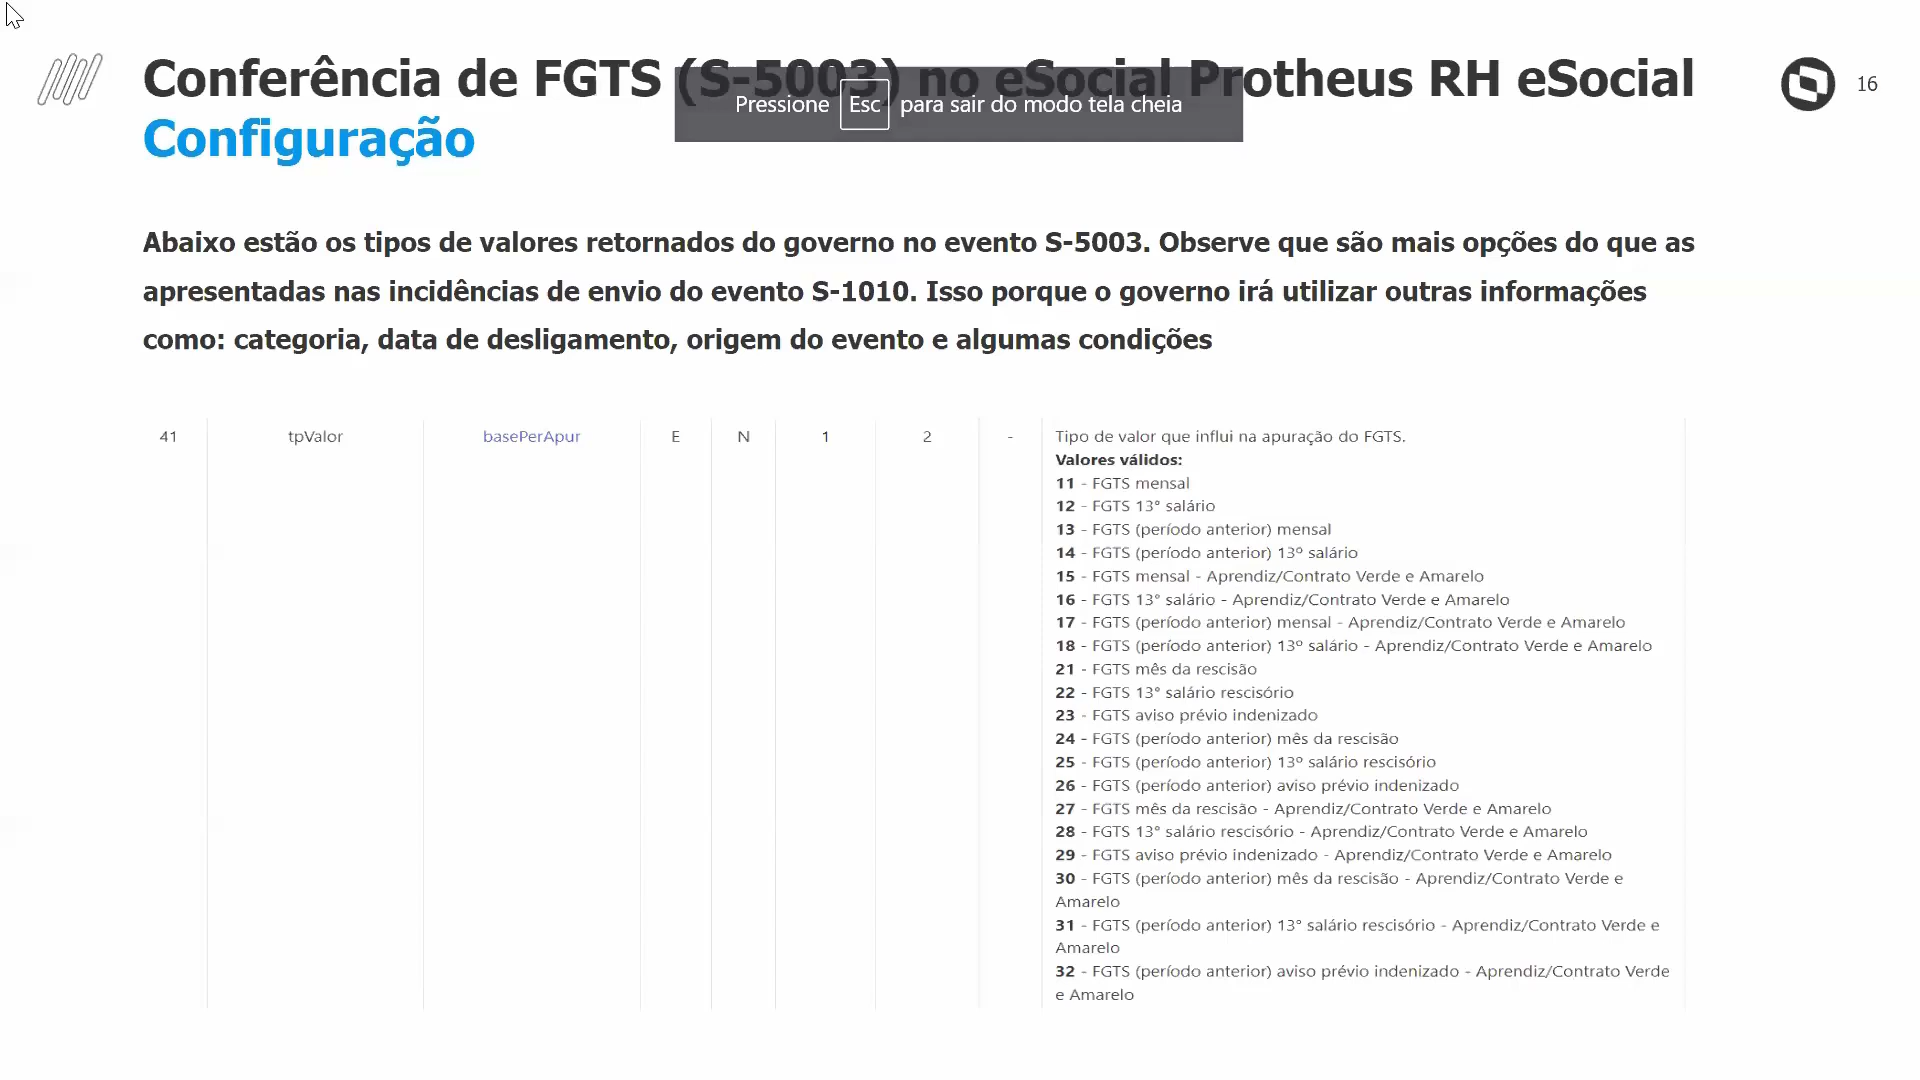 Conferência de FGTS (S-5003) no eSocial Protheus RH eSocial
Configuração
16
Pressione Esc para sair do modo tela cheia
Abaixo estão os tipos de valores retornados do governo no evento S-5003. Observe que são mais opções do que as
apresentadas nas incidências de envio do evento S-1010. Isso porque o governo irá utilizar outras informações
como: categoria, data de desligamento, origem do evento e algumas condições
41 tpValor basePerApur E N 1 2 - Tipo de valor que influi na apuração do FGTS.
Valores válidos:
11 - FGTS mensal
12 - FGTS 13° salário
13 - FGTS (período anterior) mensal
14 - FGTS (período anterior) 13º salário
15 - FGTS mensal - Aprendiz/Contrato Verde e Amarelo
16 - FGTS 13° salário - Aprendiz/Contrato Verde e Amarelo
17 - FGTS (período anterior) mensal - Aprendiz/Contrato Verde e Amarelo
18 - FGTS (período anterior) 13º salário - Aprendiz/Contrato Verde e Amarelo
21 - FGTS mês da rescisão
22 - FGTS 13° salário rescisório
23 - FGTS aviso prévio indenizado
24 - FGTS (período anterior) mês da rescisão
25 - FGTS (período anterior) 13º salário rescisório
26 - FGTS (período anterior) aviso prévio indenizado
27 - FGTS mês da rescisão - Aprendiz/Contrato Verde e Amarelo
28 - FGTS 13° salário rescisório - Aprendiz/Contrato Verde e Amarelo
29 - FGTS aviso prévio indenizado - Aprendiz/Contrato Verde e Amarelo
30 - FGTS (período anterior) mês da rescisão - Aprendiz/Contrato Verde e
Amarelo
31 - FGTS (período anterior) 13° salário rescisório - Aprendiz/Contrato Verde e
Amarelo
32 - FGTS (período anterior) aviso prévio indenizado - Aprendiz/Contrato Verde
e Amarelo